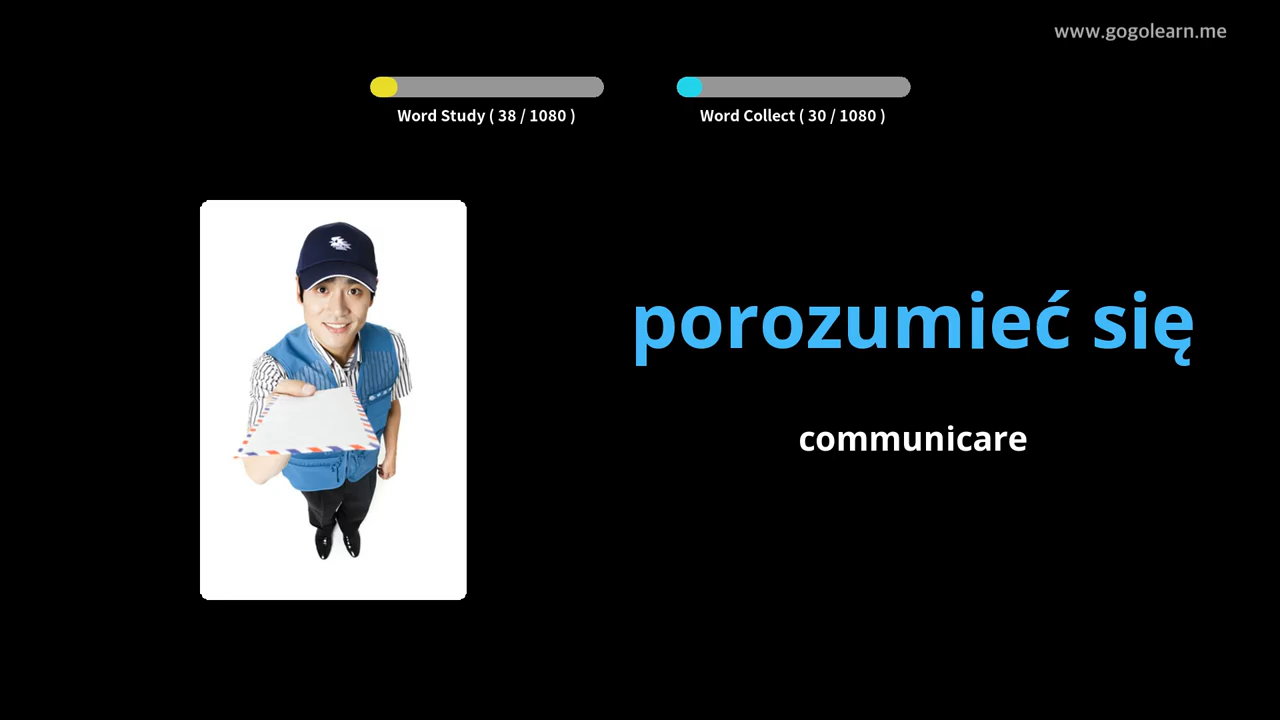 www.gogolearn.me
Word Study ( 38 / 1080 )
Word Collect ( 30 / 1080 )
porozumieć się
communicare